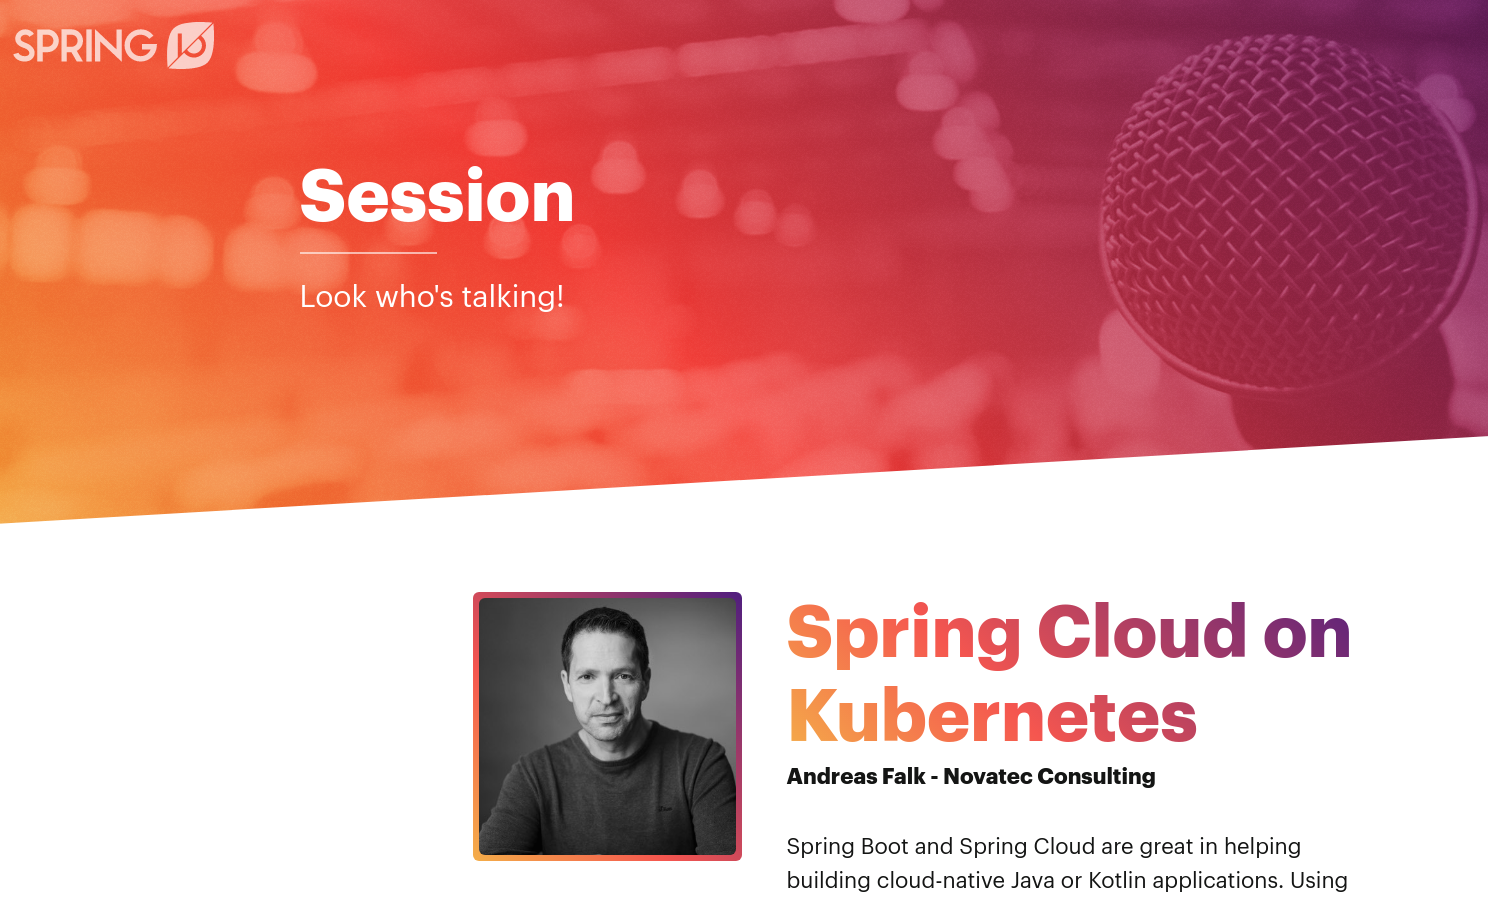 SPRING IO
Session
Look who's talking!
Spring Cloud on
Kubernetes
Andreas Falk - Novatec Consulting
Spring Boot and Spring Cloud are great in helping
building cloud-native Java or Kotlin applications. Using